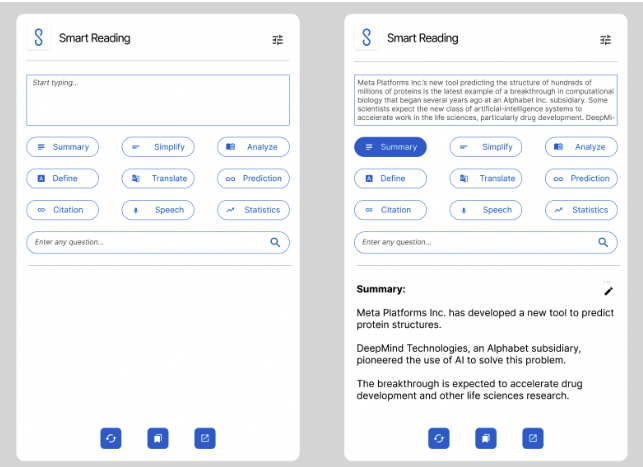 Smart Reading
Start typing...
Summary
Simplify
Analyze
Define
Translate
Prediction
Citation
Speech
Statistics
Enter any question...
Smart Reading
Meta Platforms Inc.'s new tool predicting the structure of hundreds of
millions of proteins is the latest example of a breakthrough in computational
biology that began several years ago at an Alphabet Inc. subsidiary. Some
scientists expect the new class of artificial-intelligence systems to
accelerate work in the life sciences, particularly drug development. DeepMi-
Summary
Simplify
Analyze
Define
Translate
Prediction
Citation
Speech
Statistics
Enter any question...
Summary:
Meta Platforms Inc. has developed a new tool to predict
protein structures.
DeepMind Technologies, an Alphabet subsidiary,
pioneered the use of AI to solve this problem.
The breakthrough is expected to accelerate drug
development and other life sciences research.